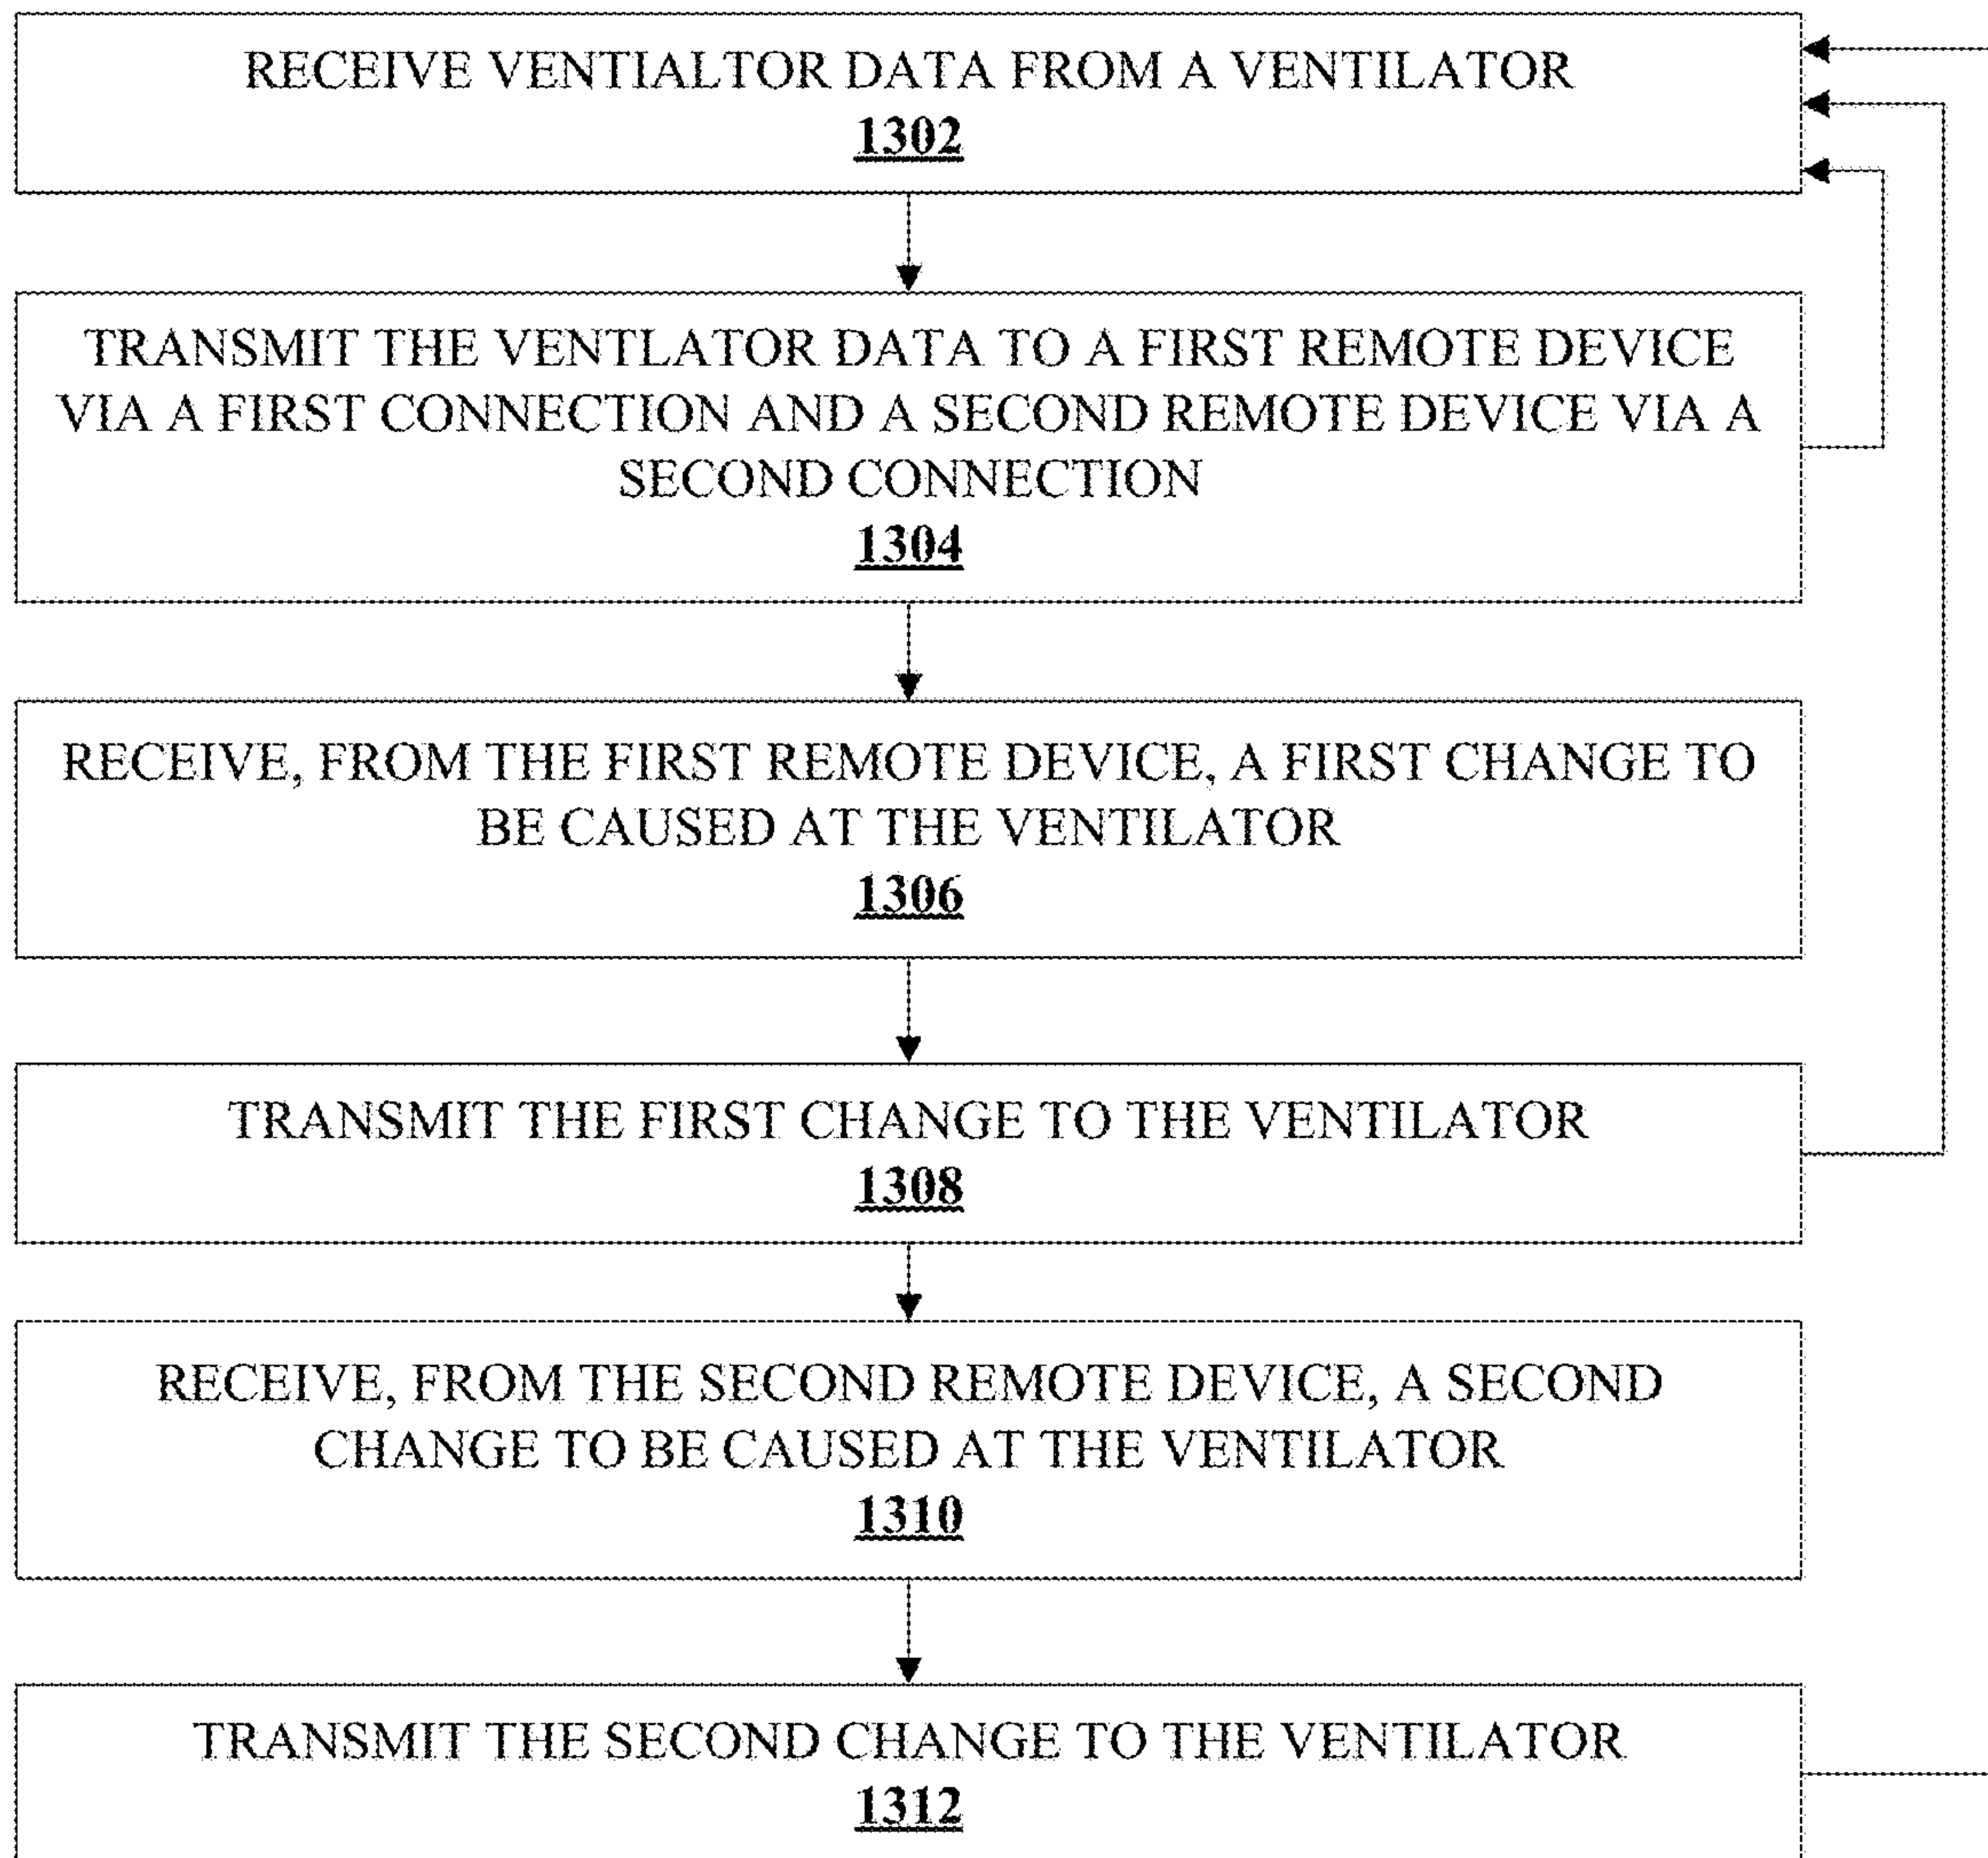 RECEIVE VENTIALTOR DATA FROM A VENTILATOR
1302
TRANSMIT THE VENTLATOR DATA TO A FIRST REMOTE DEVICE
VIA A FIRST CONNECTION AND A SECOND REMOTE DEVICE VIA A
SECOND CONNECTION
1304
RECEIVE, FROM THE FIRST REMOTE DEVICE, A FIRST CHANGE TO
BE CAUSED AT THE VENTILATOR
1306
TRANSMIT THE FIRST CHANGE TO THE VENTILATOR
1308
RECEIVE, FROM THE SECOND REMOTE DEVICE, A SECOND
CHANGE TO BE CAUSED AT THE VENTILATOR
1310
TRANSMIT THE SECOND CHANGE TO THE VENTILATOR
1312